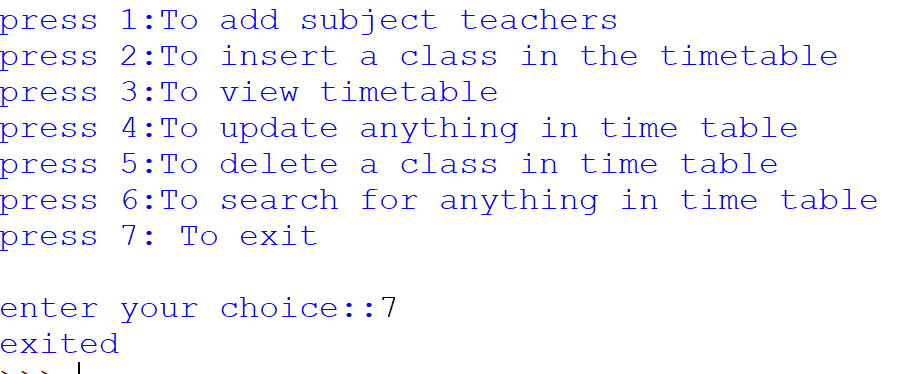 press 1:To add subject teachers
press 2:To insert a class in the timetable
press 3:To view timetable
press 4:To update anything in time table
press 5:To delete a class in time table
press 6:To search for anything in time table
press 7: To exit
enter your choice::7
exited
>>>